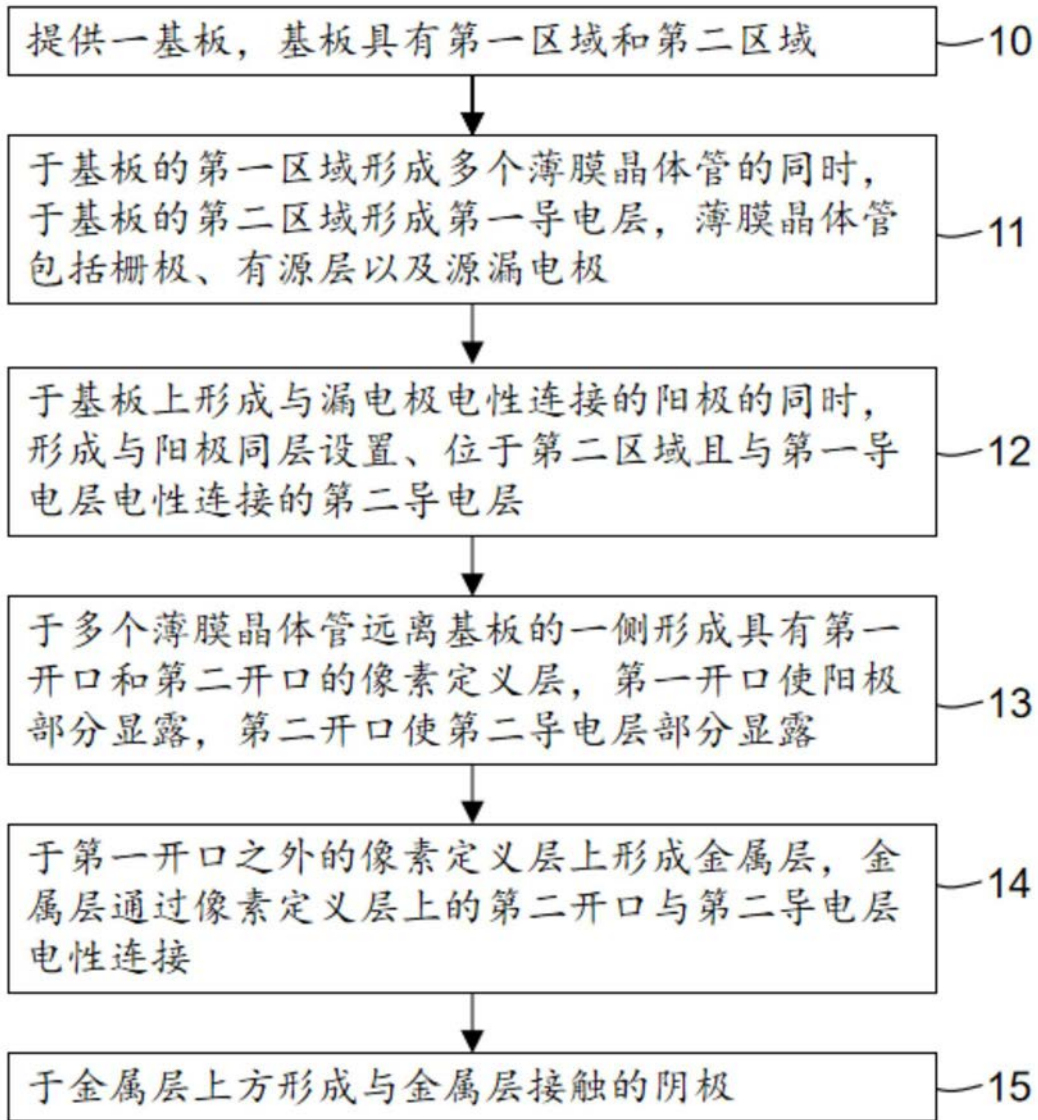 提供一基板，基板具有第一区域和第二区域
10
于基板的第一区域形成多个薄膜晶体管的同时，
于基板的第二区域形成第一导电层，薄膜晶体管
包括栅极、有源层以及源漏电极
11
于基板上形成与漏电极电性连接的阳极的同时，
形成与阳极同层设置、位于第二区域且与第一导
电层电性连接的第二导电层
12
于多个薄膜晶体管远离基板的一侧形成具有第一
开口和第二开口的像素定义层，第一开口使阳极
部分显露，第二开口使第二导电层部分显露
13
于第一开口之外的像素定义层上形成金属层，金
属层通过像素定义层上的第二开口与第二导电层
电性连接
14
于金属层上方形成与金属层接触的阴极
15